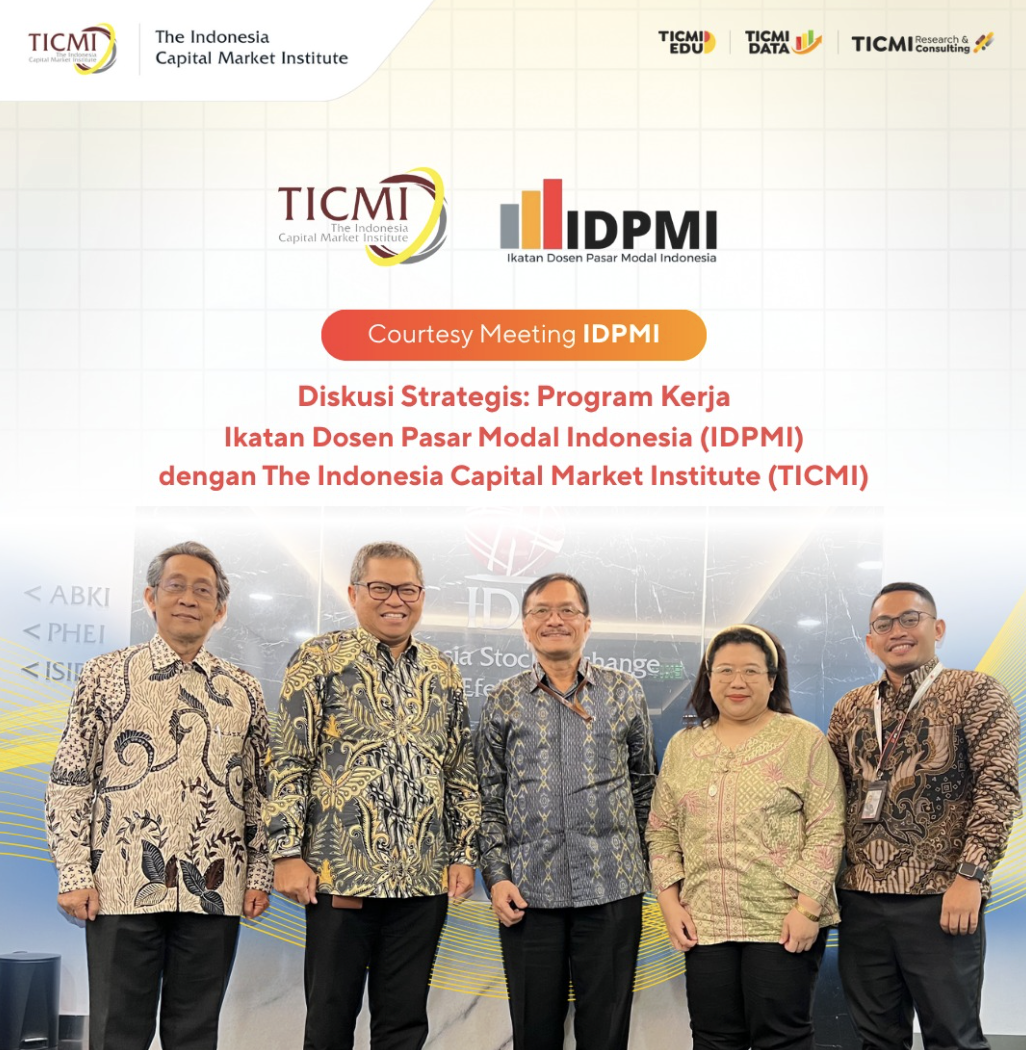 TICMI
The Indonesia
Capital Market Institute
The Indonesia
Capital Market Institute
TICMI
EDU
TICMI
DATA
TICMI Research &
Consulting
TICMI
The Indonesia
Capital Market Institute
IDPMI
Ikatan Dosen Pasar Modal Indonesia
Courtesy Meeting IDPMI
Diskusi Strategis: Program Kerja
Ikatan Dosen Pasar Modal Indonesia (IDPMI)
dengan The Indonesia Capital Market Institute (TICMI)
< ABKI
< PHEI
Stock